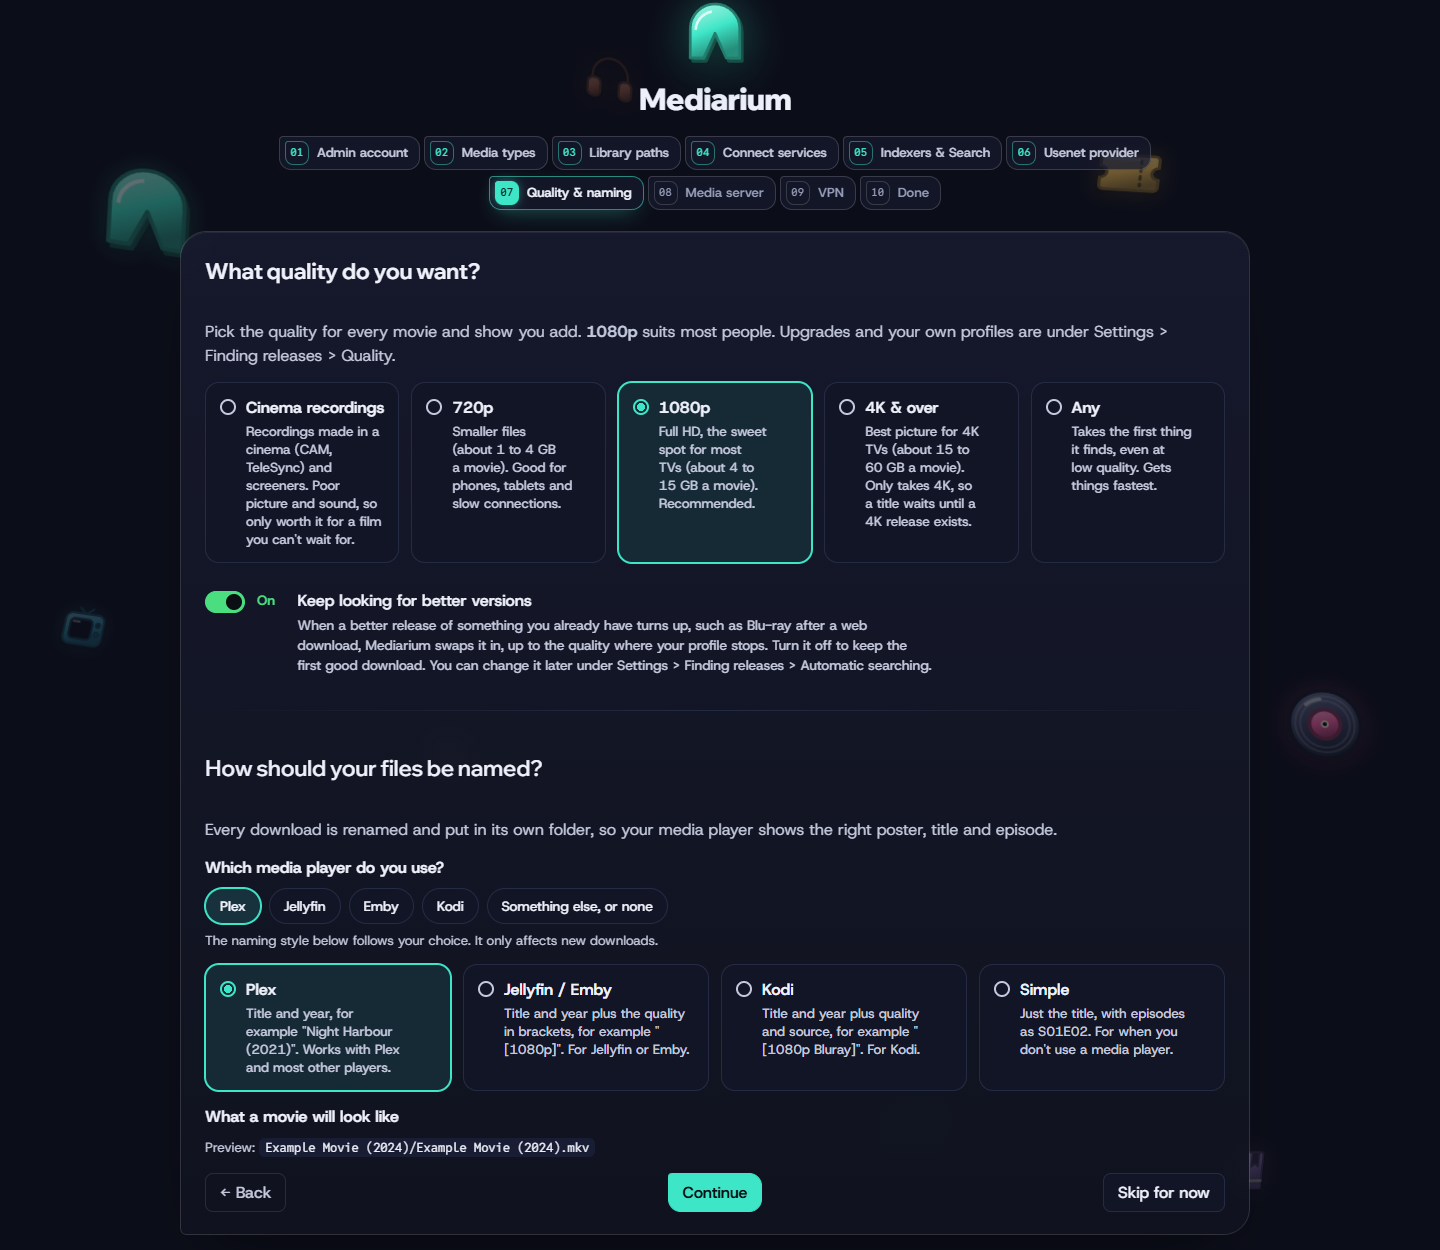 Mediarium
01 Admin account
02 Media types
03 Library paths
04 Connect services
05 Indexers & Search
06 Usenet provider
07 Quality & naming
08 Media server
09 VPN
10 Done
What quality do you want?
Pick the quality for every movie and show you add. 1080p suits most people. Upgrades and your own profiles are under Settings >
Finding releases > Quality.
Cinema recordings
Recordings made in a
cinema (CAM,
TeleSync) and
screeners. Poor
picture and sound, so
only worth it for a film
you can't wait for.
720p
Smaller files
(about 1 to 4 GB
a movie). Good for
phones, tablets and
slow connections.
1080p
Full HD, the sweet
spot for most
TVs (about 4 to
15 GB a movie).
Recommended.
4K & over
Best picture for 4K
TVs (about 15 to
60 GB a movie).
Only takes 4K, so
a title waits until a
4K release exists.
Any
Takes the first thing
it finds, even at
low quality. Gets
things fastest.
On
Keep looking for better versions
When a better release of something you already have turns up, such as Blu-ray after a web
download, Mediarium swaps it in, up to the quality where your profile stops. Turn it off to keep the
first good download. You can change it later under Settings > Finding releases > Automatic searching.
How should your files be named?
Every download is renamed and put in its own folder, so your media player shows the right poster, title and episode.
Which media player do you use?
Plex
Jellyfin
Emby
Kodi
Something else, or none
The naming style below follows your choice. It only affects new downloads.
Plex
Title and year, for
example "Night Harbour
(2021)". Works with Plex
and most other players.
Jellyfin / Emby
Title and year plus the quality
in brackets, for example "
[1080p]". For Jellyfin or Emby.
Kodi
Title and year plus quality
and source, for example "
[1080p Bluray]". For Kodi.
Simple
Just the title, with episodes
as S01E02. For when you
don't use a media player.
What a movie will look like
Preview: Example Movie (2024)/Example Movie (2024).mkv
← Back
Continue
Skip for now